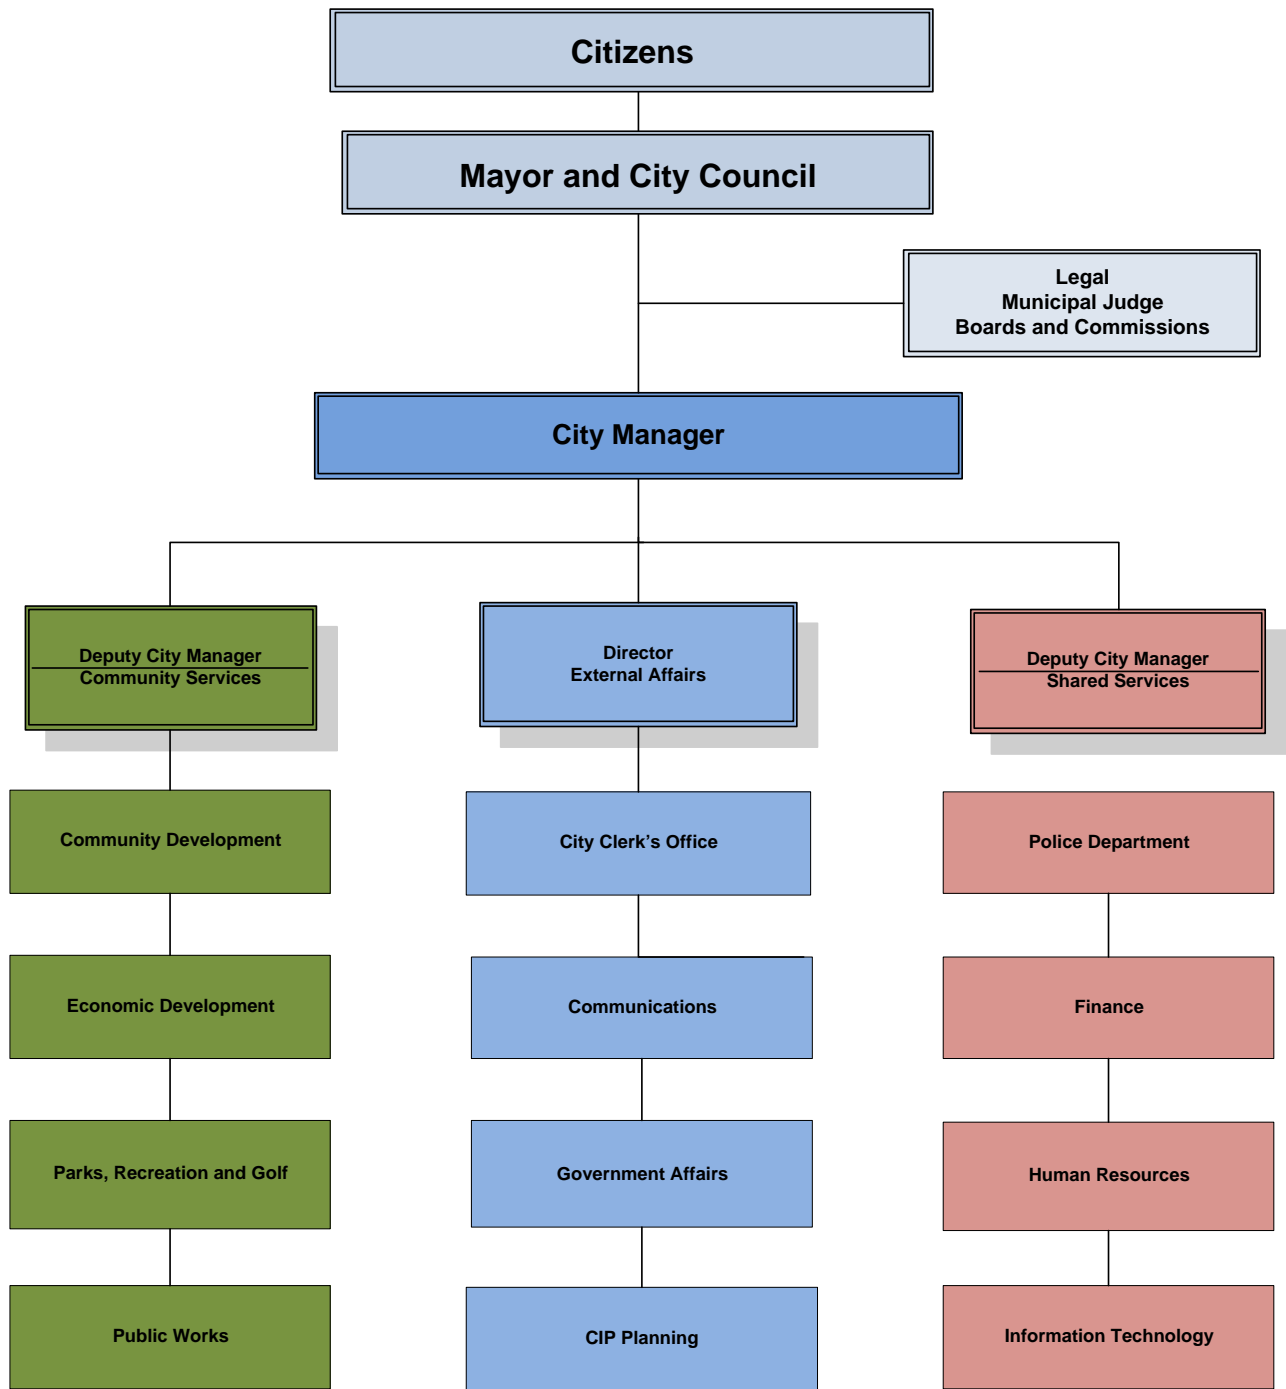 Citizens
Mayor and City Council
Legal
Municipal Judge
Boards and Commissions
City Manager
Deputy City Manager
Community Services
Director
External Affairs
Deputy City Manager
Shared Services
Community Development
City Clerk's Office
Police Department
Economic Development
Communications
Finance
Parks, Recreation and Golf
Government Affairs
Human Resources
Public Works
CIP Planning
Information Technology